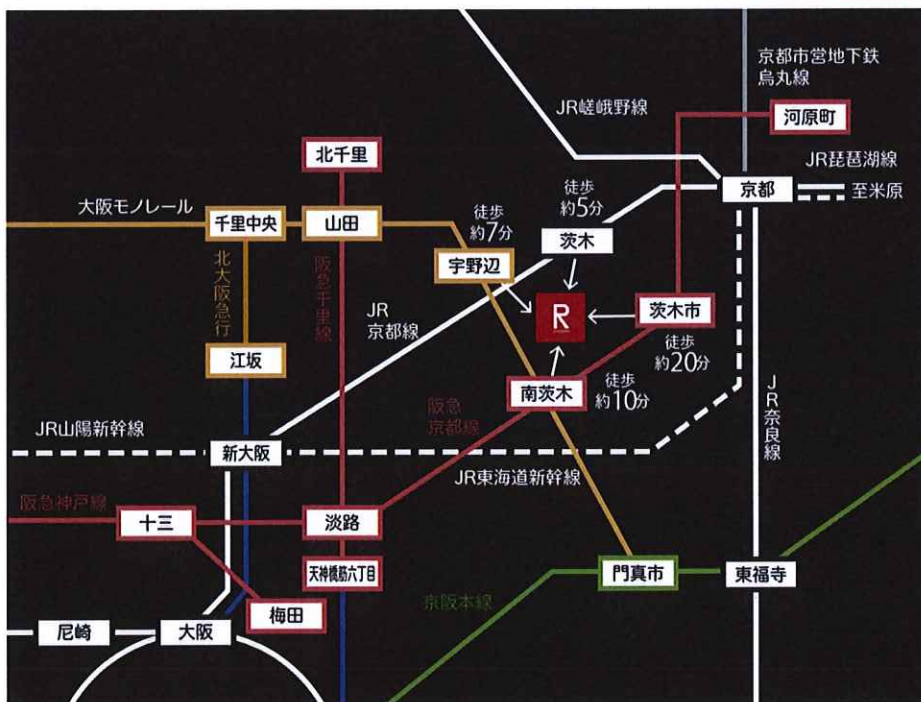 京都市営地下鉄
烏丸線
JR嵯峨野線
河原町
北千里
JR琵琶湖線
京都
至米原
大阪モノレール
千里中央
山田
徒歩
約7分
徒歩
約5分
茨木
宇野辺
北大阪急行
阪急千里線
JR
京都線
R
茨木市
徒歩
約20分
江坂
南茨木
徒歩
約10分
阪急
京都線
JR奈良線
JR山陽新幹線
新大阪
JR東海道新幹線
阪急神戸線
十三
淡路
天神橋筋六丁目
門真市
東福寺
京阪本線
梅田
尼崎
大阪